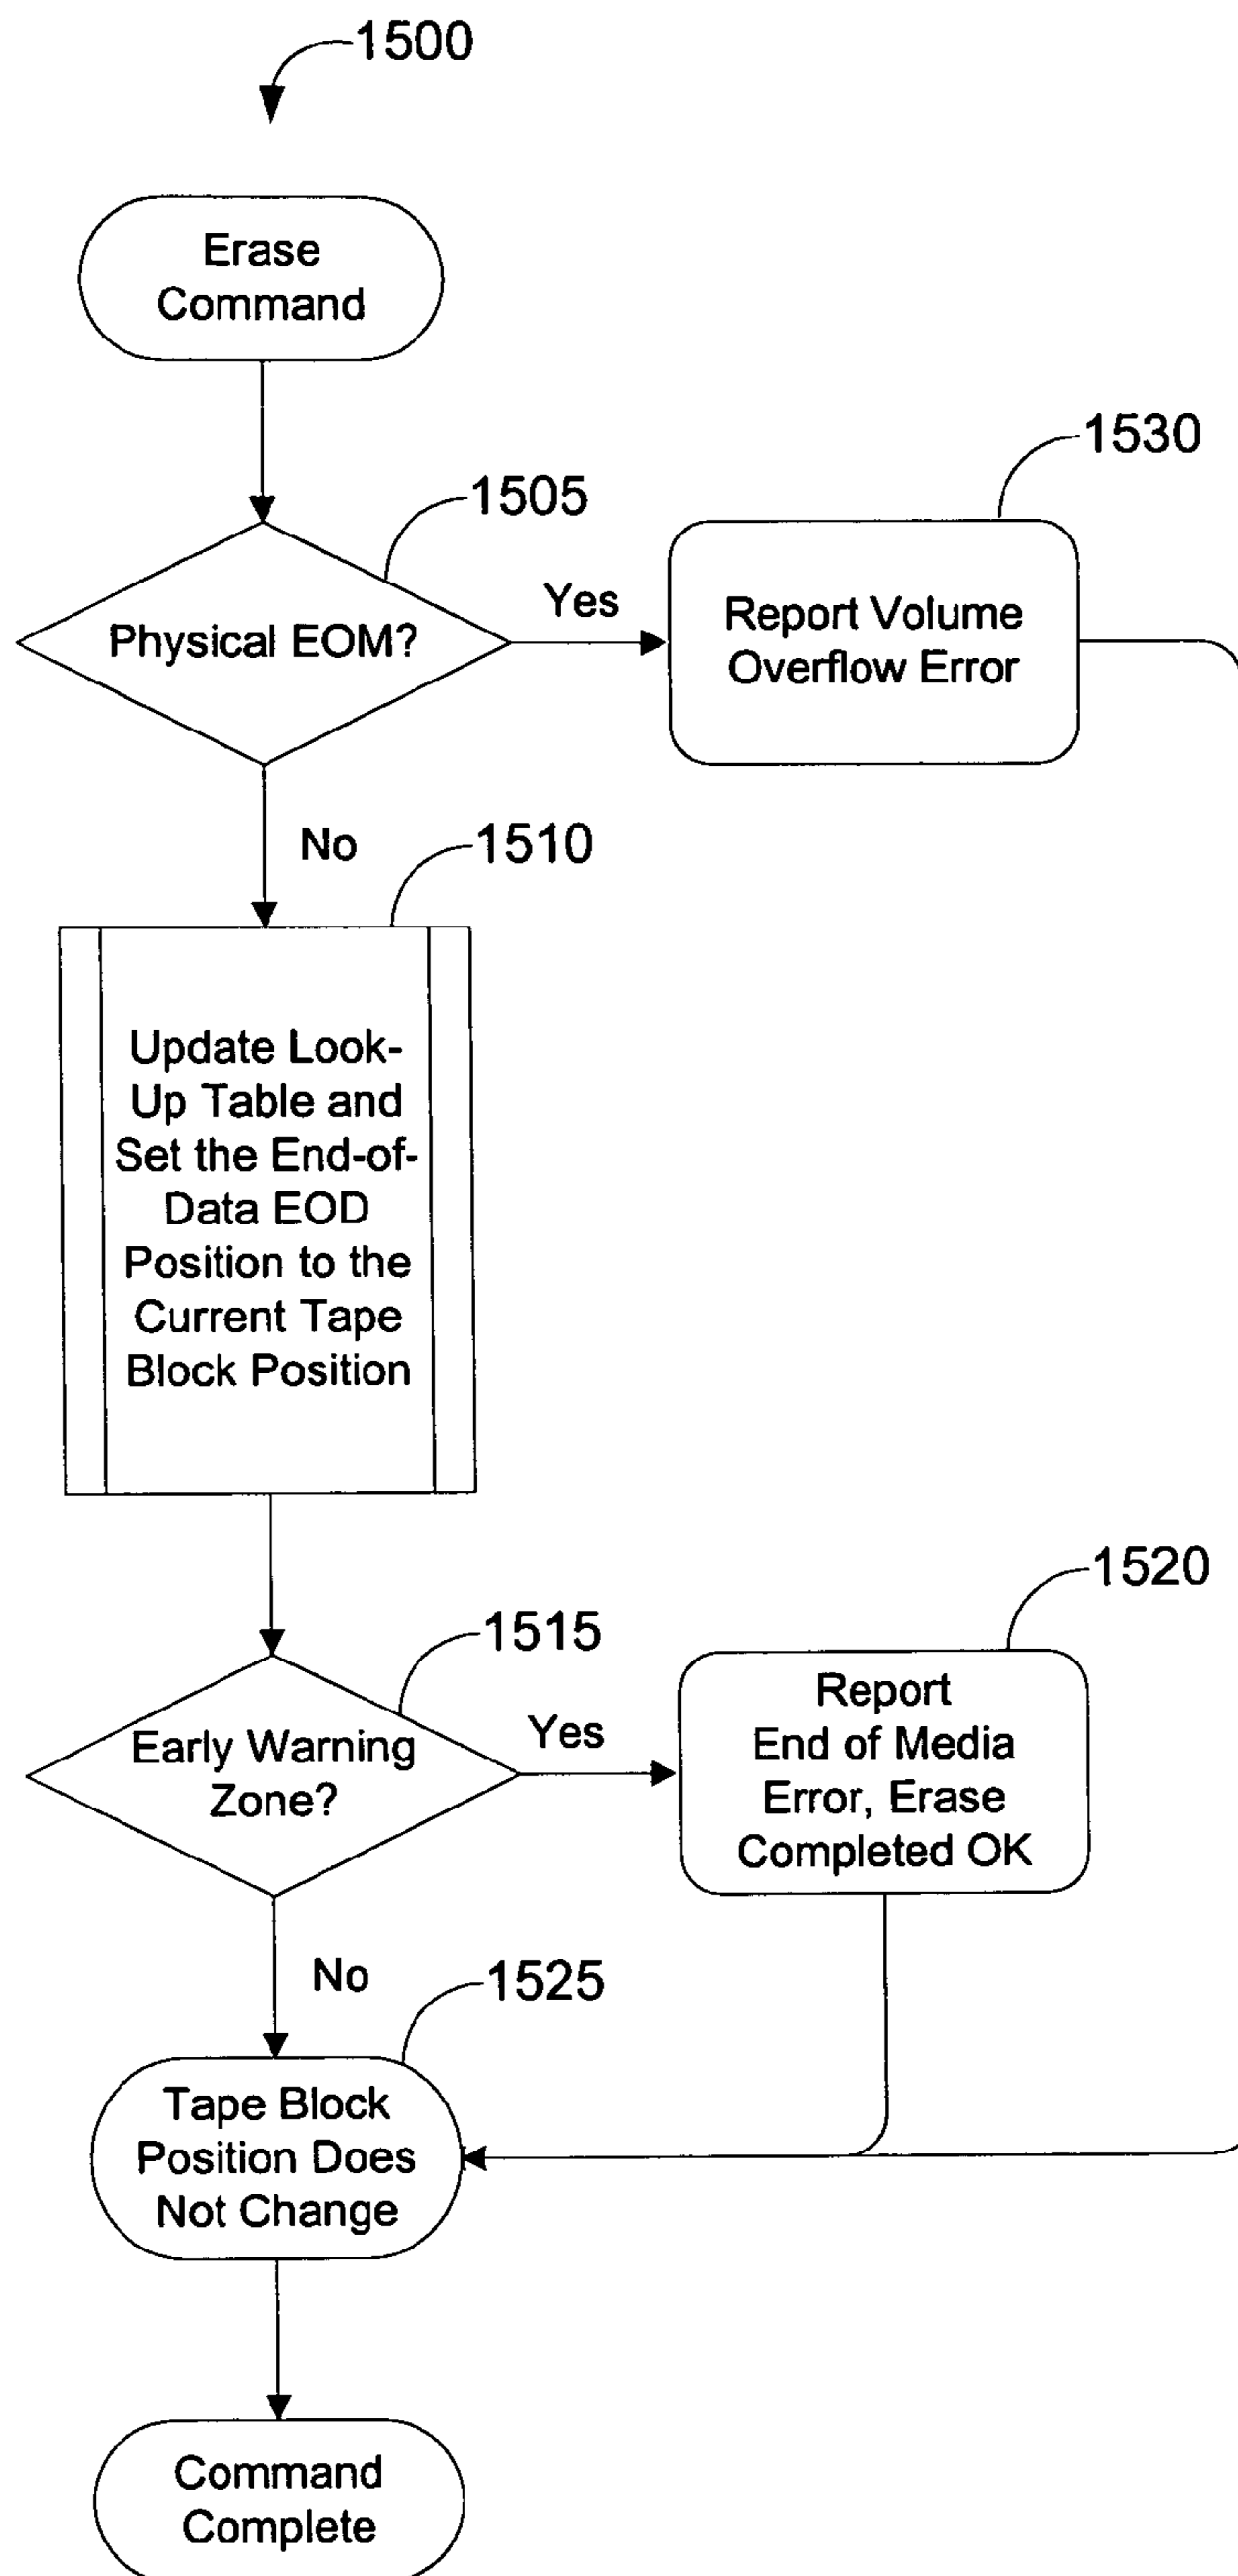 1500
Erase
Command
1505
Physical EOM?
Yes
1530
Report Volume
Overflow Error
No
1510
Update Look-
Up Table and
Set the End-of-
Data EOD
Position to the
Current Tape
Block Position
1515
Early Warning
Zone?
Yes
1520
Report
End of Media
Error, Erase
Completed OK
No
1525
Tape Block
Position Does
Not Change
Command
Complete